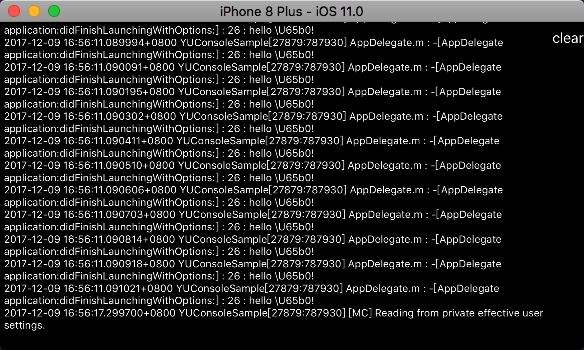 iPhone 8 Plus - iOS 11.0
clear
application:didFinishLaunchingWithOptions:] : 26 : hello \U65b0!
2017-12-09 16:56:11.089994+0800 YUConsoleSample[27879:787930] AppDelegate.m : -[AppDelegate
application:didFinishLaunchingWithOptions:] : 26 : hello \U65b0!
2017-12-09 16:56:11.090091+0800 YUConsoleSample[27879:787930] AppDelegate.m : -[AppDelegate
application:didFinishLaunchingWithOptions:] : 26 : hello \U65b0!
2017-12-09 16:56:11.090195+0800 YUConsoleSample[27879:787930] AppDelegate.m : -[AppDelegate
application:didFinishLaunchingWithOptions:] : 26 : hello \U65b0!
2017-12-09 16:56:11.090302+0800 YUConsoleSample[27879:787930] AppDelegate.m : -[AppDelegate
application:didFinishLaunchingWithOptions:] : 26 : hello \U65b0!
2017-12-09 16:56:11.090411+0800 YUConsoleSample[27879:787930] AppDelegate.m : -[AppDelegate
application:didFinishLaunchingWithOptions:] : 26 : hello \U65b0!
2017-12-09 16:56:11.090510+0800 YUConsoleSample[27879:787930] AppDelegate.m : -[AppDelegate
application:didFinishLaunchingWithOptions:] : 26 : hello \U65b0!
2017-12-09 16:56:11.090606+0800 YUConsoleSample[27879:787930] AppDelegate.m : -[AppDelegate
application:didFinishLaunchingWithOptions:] : 26 : hello \U65b0!
2017-12-09 16:56:11.090703+0800 YUConsoleSample[27879:787930] AppDelegate.m : -[AppDelegate
application:didFinishLaunchingWithOptions:] : 26 : hello \U65b0!
2017-12-09 16:56:11.090814+0800 YUConsoleSample[27879:787930] AppDelegate.m : -[AppDelegate
application:didFinishLaunchingWithOptions:] : 26 : hello \U65b0!
2017-12-09 16:56:11.090918+0800 YUConsoleSample[27879:787930] AppDelegate.m : -[AppDelegate
application:didFinishLaunchingWithOptions:] : 26 : hello \U65b0!
2017-12-09 16:56:11.091021+0800 YUConsoleSample[27879:787930] AppDelegate.m : -[AppDelegate
application:didFinishLaunchingWithOptions:] : 26 : hello \U65b0!
2017-12-09 16:56:17.299700+0800 YUConsoleSample[27879:787930] [MC] Reading from private effective user
settings.